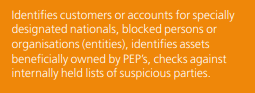 Identifies customers or accounts for specially
designated nationals, blocked persons or
organisations (entities), identifies assets
beneficially owned by PEP's, checks against
internally held lists of suspicious parties.